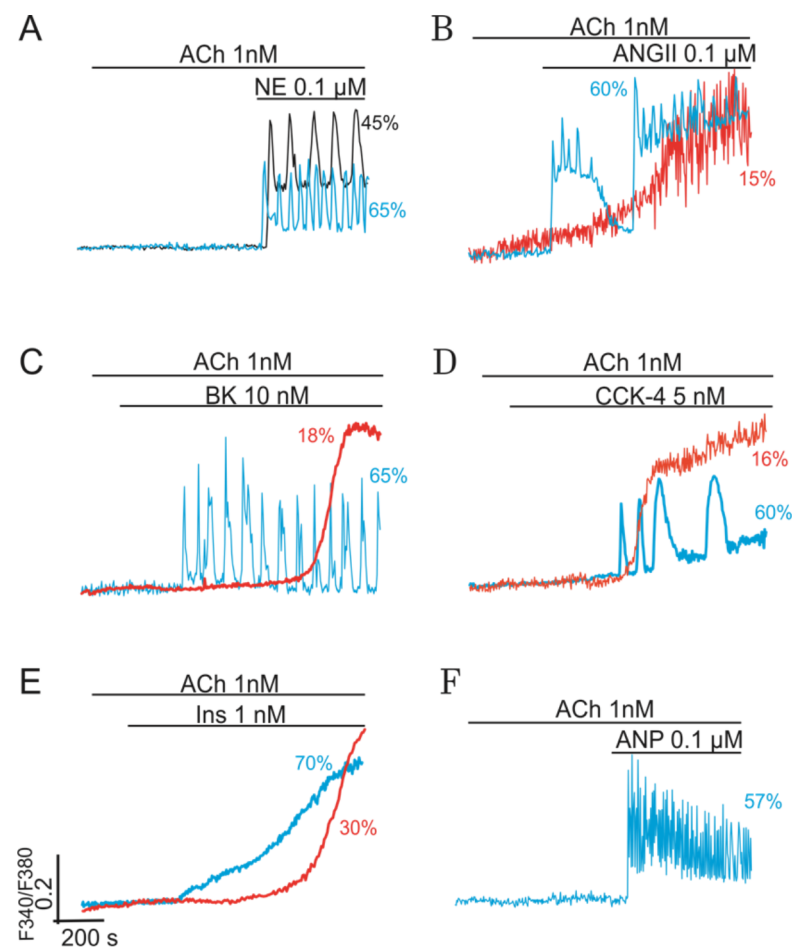 A
ACh 1nM
NE 0.1 µM
45%
65%
B
ACh 1nM
ANGII 0.1 µM
60%
15%
C
ACh 1nM
BK 10 nM
18%
65%
D
ACh 1nM
CCK-4 5 nM
16%
60%
E
ACh 1nM
Ins 1 nM
70%
30%
F340/F380
0.2
200 s
F
ACh 1nM
ANP 0.1 µM
57%